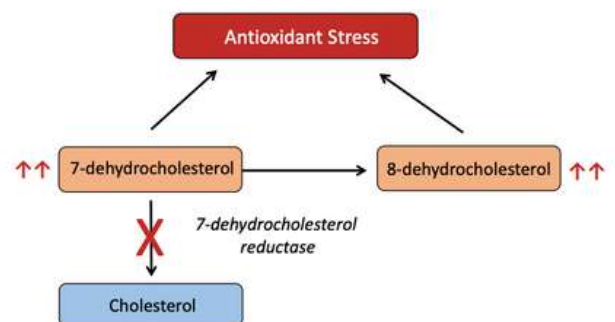 Antioxidant Stress
↑↑ 7-dehydrocholesterol
8-dehydrocholesterol ↑↑
X
7-dehydrocholesterol
reductase
Cholesterol